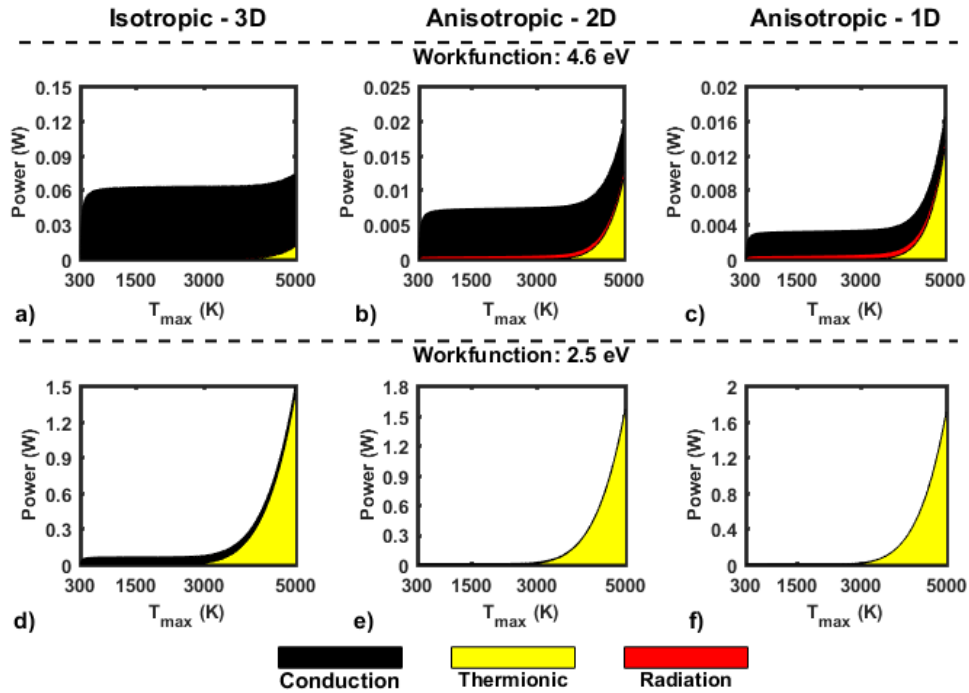 Isotropic - 3D Anisotropic - 2D Anisotropic - 1D
Workfunction: 4.6 eV
0.15
0.12
0.09
0.06
0.03
0
Power (W)
300 1500 3000 5000
T_max (K)
a)
0.025
0.02
0.015
0.01
0.005
0
Power (W)
300 1500 3000 5000
T_max (K)
b)
0.02
0.016
0.012
0.008
0.004
0
Power (W)
300 1500 3000 5000
T_max (K)
c)
Workfunction: 2.5 eV
1.5
1.2
0.9
0.6
0.3
0
Power (W)
300 1500 3000 5000
T_max (K)
d)
1.8
1.5
1.2
0.9
0.6
0.3
0
Power (W)
300 1500 3000 5000
T_max (K)
e)
2
1.6
1.2
0.8
0.4
0
Power (W)
300 1500 3000 5000
T_max (K)
f)
Conduction Thermionic Radiation